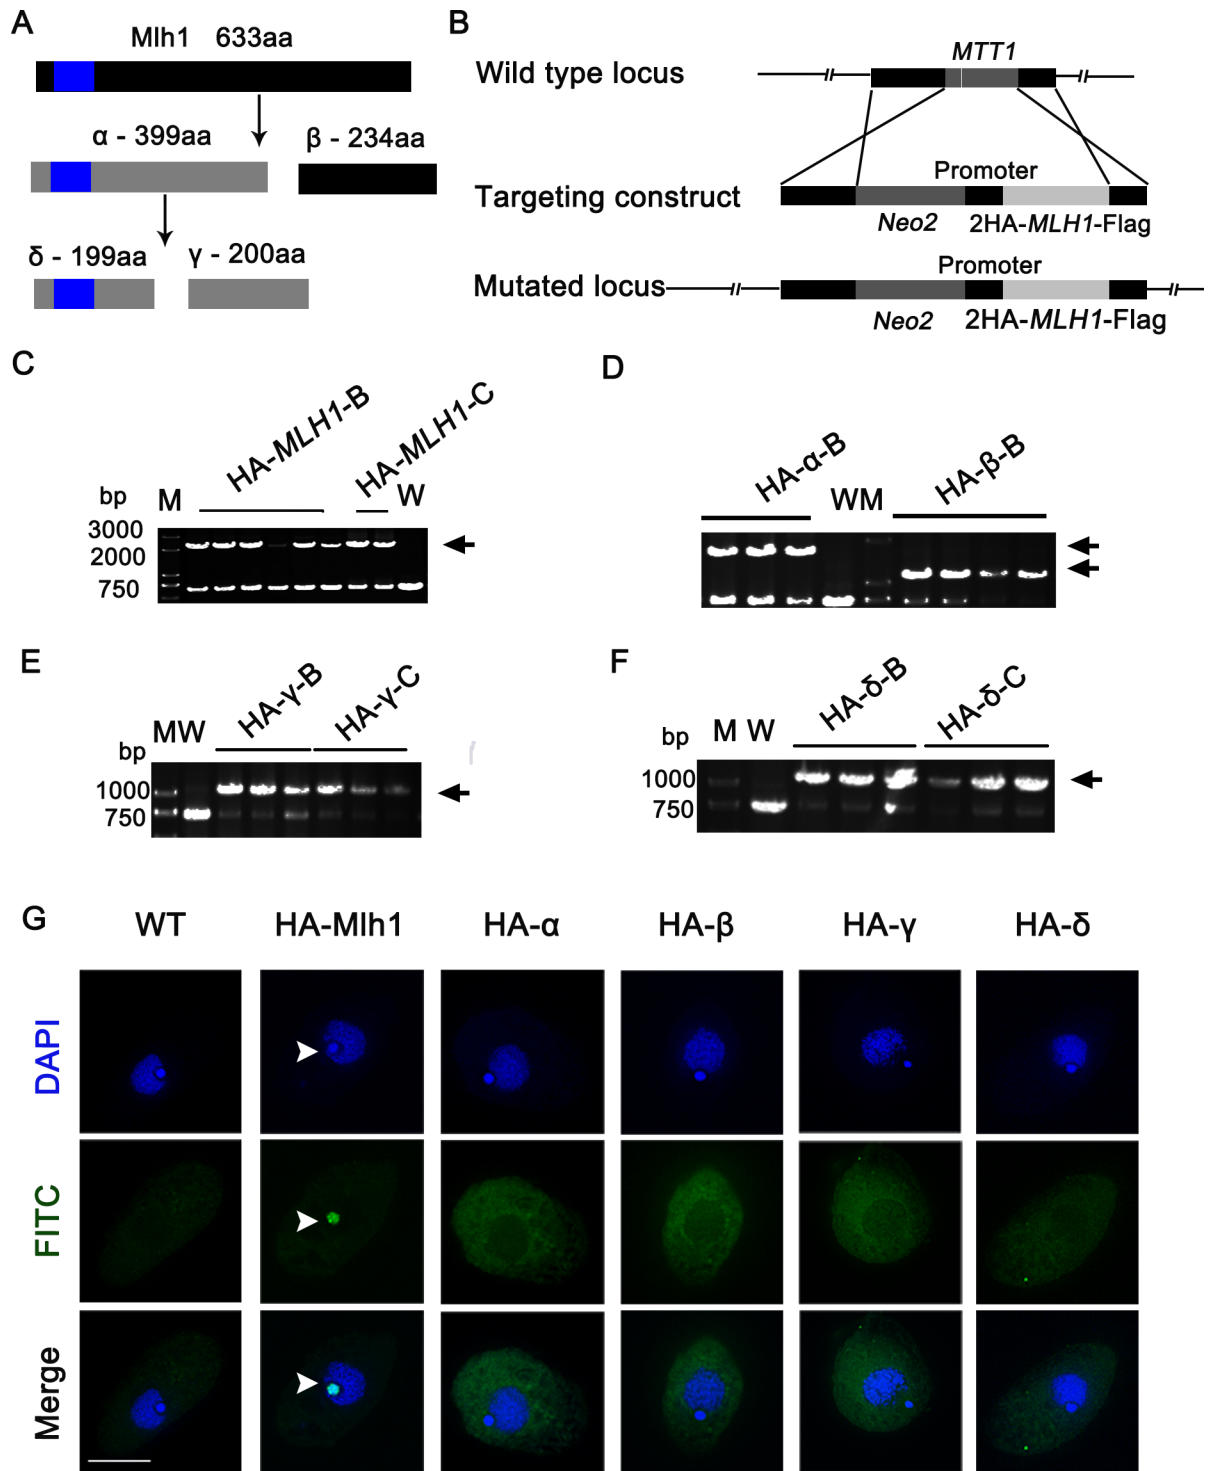 A
Mlh1 633aa
α - 399aa
β - 234aa
δ - 199aa
γ - 200aa
B
MTT1
Wild type locus
Promoter
Targeting construct
Neo2
2HA-MLH1-Flag
Promoter
Mutated locus
Neo2
2HA-MLH1-Flag
C
HA-MLH1-B
HA-MLH1-C
bp
M
W
3000
2000
750
D
HA-α-B
WM
HA-β-B
E
HA-γ-B
HA-γ-C
MW
bp
1000
750
F
HA-δ-B
HA-δ-C
bp
M
W
1000
750
G
WT
HA-Mlh1
HA-α
HA-β
HA-γ
HA-δ
DAPI
FITC
Merge